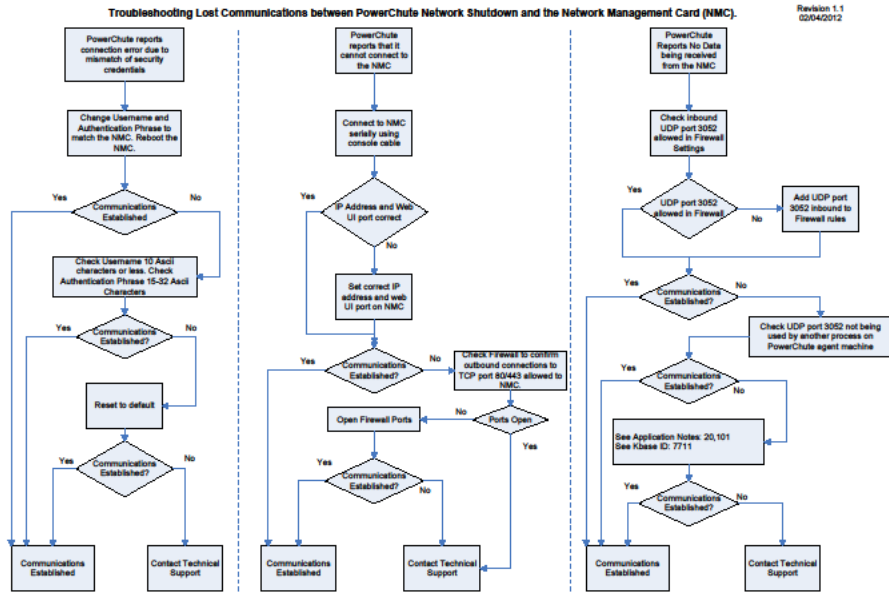 Troubleshooting Lost Communications between PowerChute Network Shutdown and the Network Management Card (NMC).
Revision 1.1
02/04/2012
PowerChute
reports
connection error due to
mismatch of security
credentials
Change Username and
Authentication Phrase to
match the NMC. Reboot the
NMC.
Yes
No
Communications
Established
Check Username 10 Ascii
characters or less. Check
Authentication Phrase 15-32 Ascii
Characters
Yes
Communications
Established?
No
Reset to default
Yes
Communications
Established?
No
Communications
Established
Contact Technical
Support
PowerChute
reports that it
cannot connect to
the NMC
Connect to NMC
serially using
console cable
Yes
IP Address and Web
UI port correct
No
Set correct IP
address and web
UI port on NMC
Yes
Communications
Established?
No
Check Firewall to confirm
outbound connections to
TCP port 80/443 allowed to
NMC.
Ports Open
No
Yes
Open Firewall Ports
Yes
Communications
Established?
No
Communications
Established
Contact Technical
Support
PowerChute
Reports No Data
being received
from the NMC
Check inbound
UDP port 3052
allowed in Firewall
Settings
Yes
UDP port 3052
allowed in Firewall
No
Add UDP port
3052 inbound to
Firewall rules
Yes
Communications
Established?
No
Check UDP port 3052 not being
used by another process on
PowerChute agent machine
Yes
Communications
Established?
No
See Application Notes: 20,101
See Kbase ID: 7711
Yes
Communications
Established?
No
Communications
Established
Contact Technical
Support